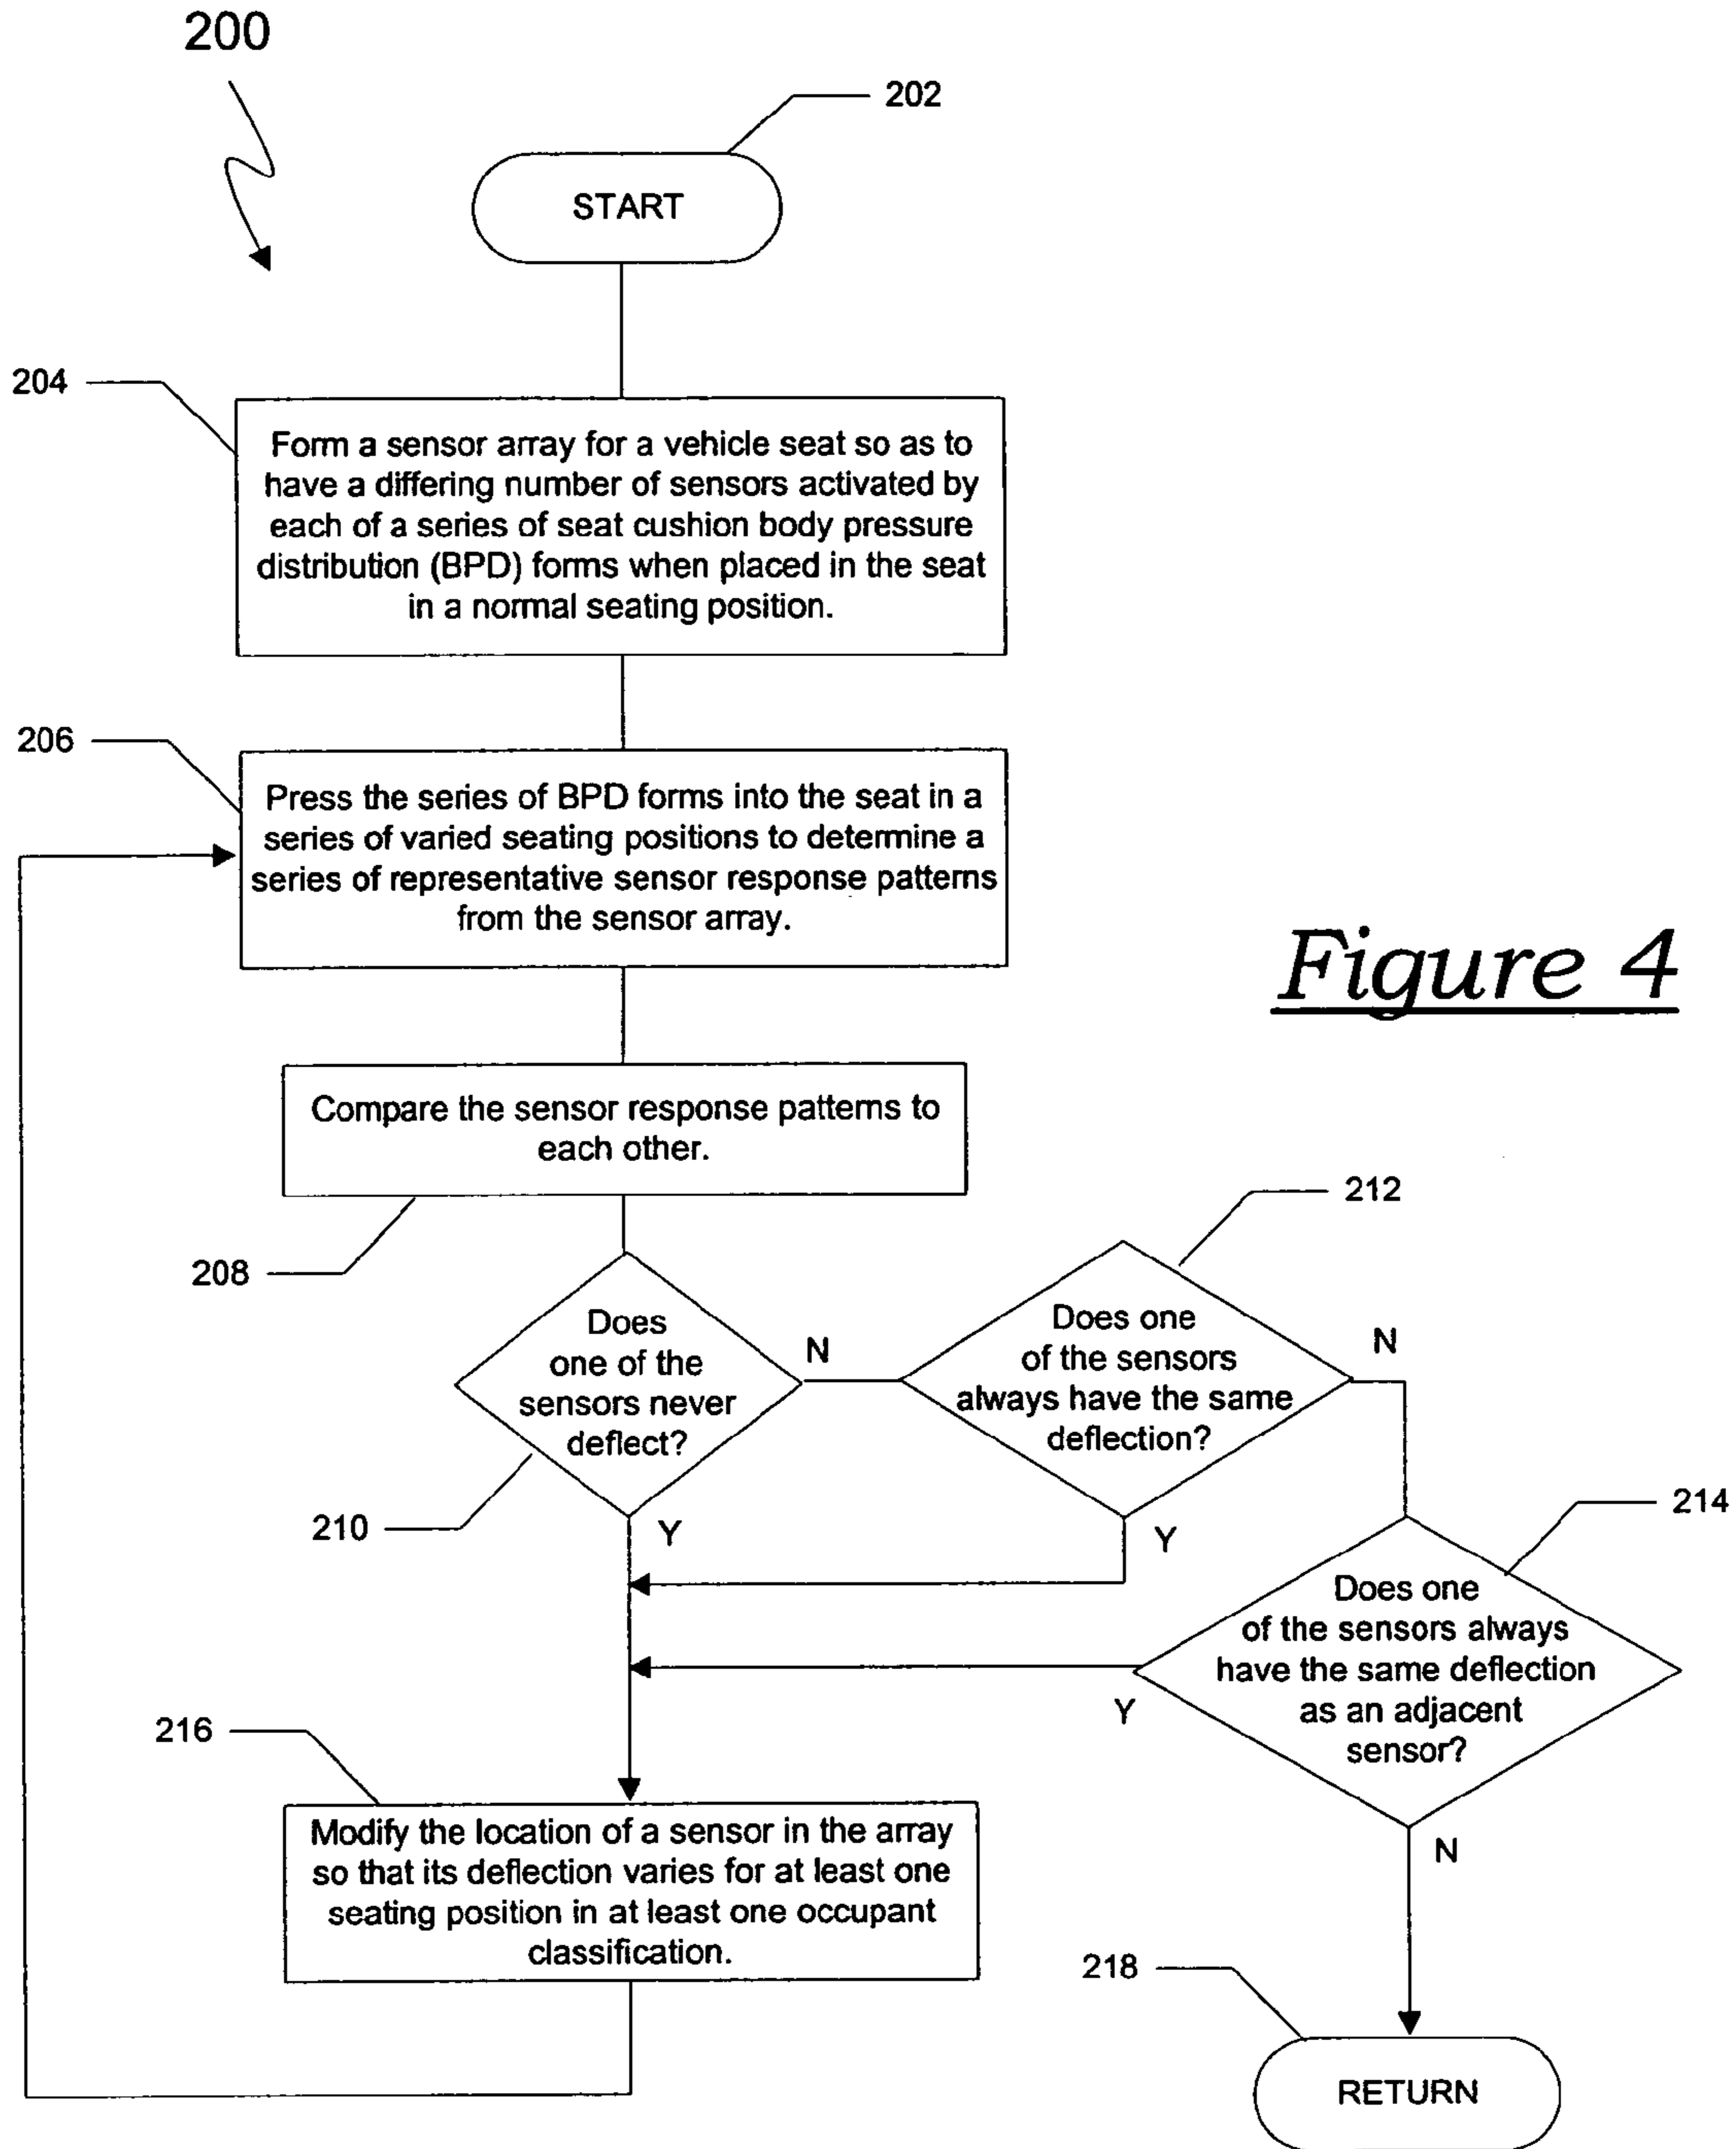 200
202
START
204
Form a sensor array for a vehicle seat so as to
have a differing number of sensors activated by
each of a series of seat cushion body pressure
distribution (BPD) forms when placed in the seat
in a normal seating position.
206
Press the series of BPD forms into the seat in a
series of varied seating positions to determine a
series of representative sensor response patterns
from the sensor array.
Figure 4
Compare the sensor response patterns to
each other.
208
212
Does
one of the
sensors never
deflect?
N
Does one
of the sensors
always have the same
deflection?
N
210
Y
Y
214
Does one
of the sensors always
have the same deflection
as an adjacent
sensor?
Y
N
216
Modify the location of a sensor in the array
so that its deflection varies for at least one
seating position in at least one occupant
classification.
218
RETURN